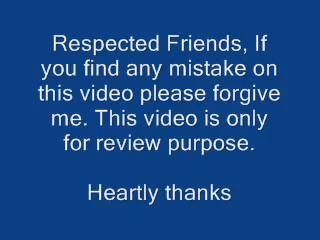 Respected Friends, If
you find any mistake on
this video please forgive
me. This video is only
for review purpose.
Heartly thanks